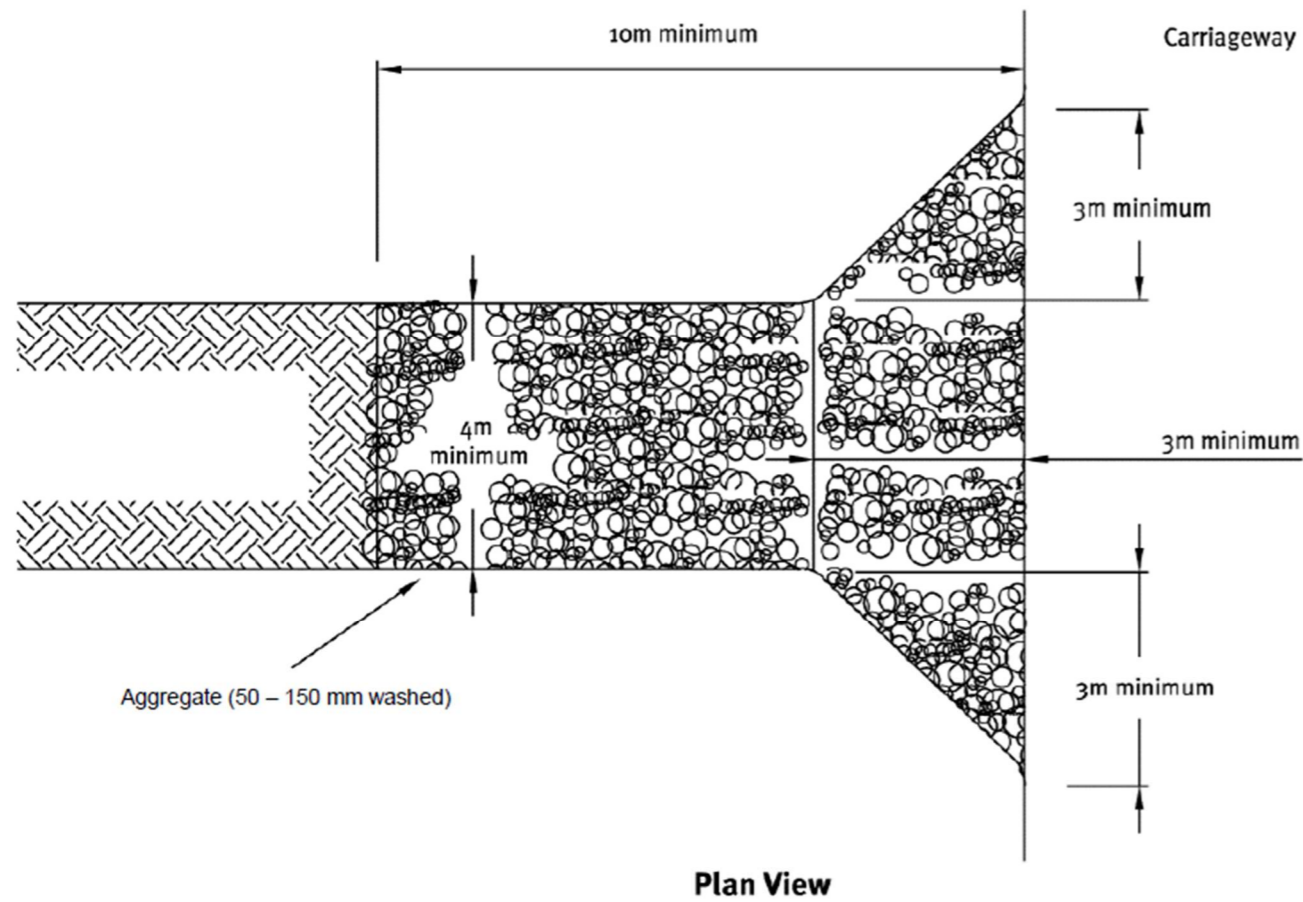 10m minimum
Carriageway
3m minimum
4m
minimum
3m minimum
Aggregate (50 – 150 mm washed)
3m minimum
Plan View